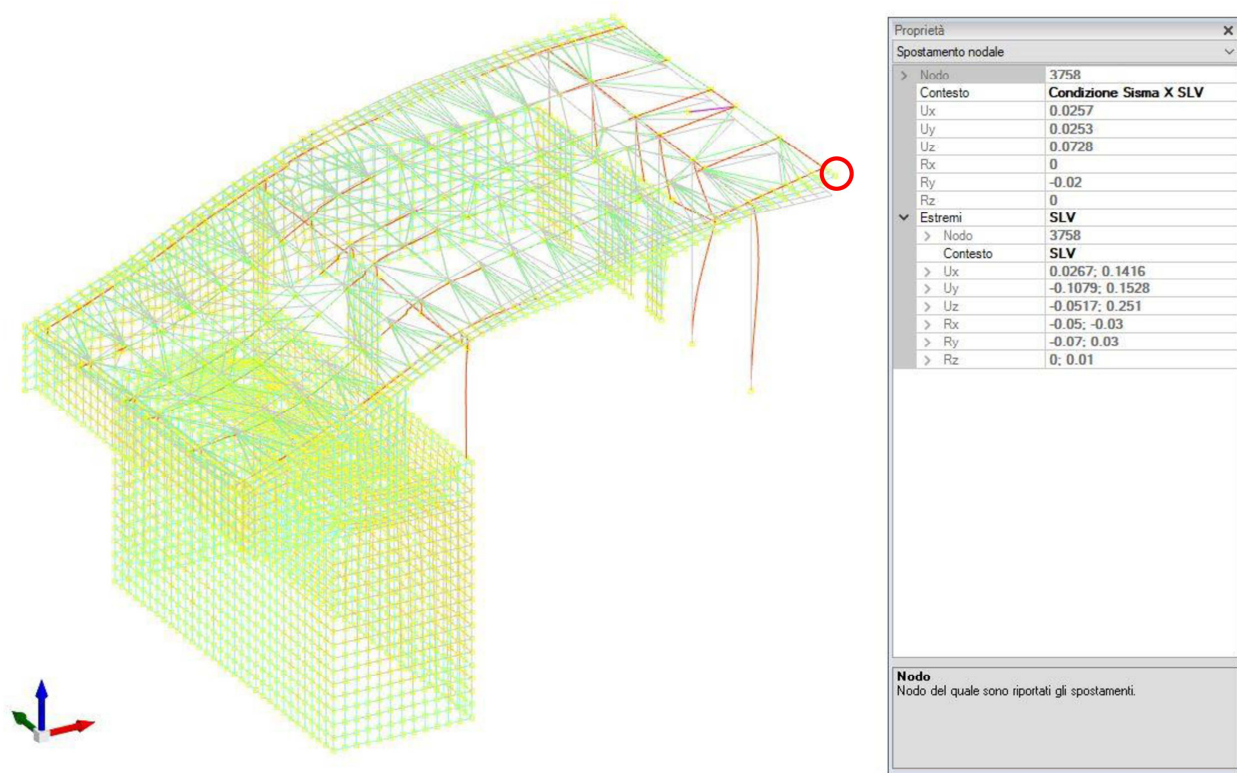 Proprietà
Spostamento nodale
Nodo 3758
Contesto Condizione Sisma X SLV
Ux 0.0257
Uy 0.0253
Uz 0.0728
Rx 0
Ry -0.02
Rz 0
Estremi SLV
Nodo 3758
Contesto SLV
Ux 0.0267; 0.1416
Uy -0.1079; 0.1528
Uz -0.0517; 0.251
Rx -0.05; -0.03
Ry -0.07; 0.03
Rz 0; 0.01
Nodo
Nodo del quale sono riportati gli spostamenti.